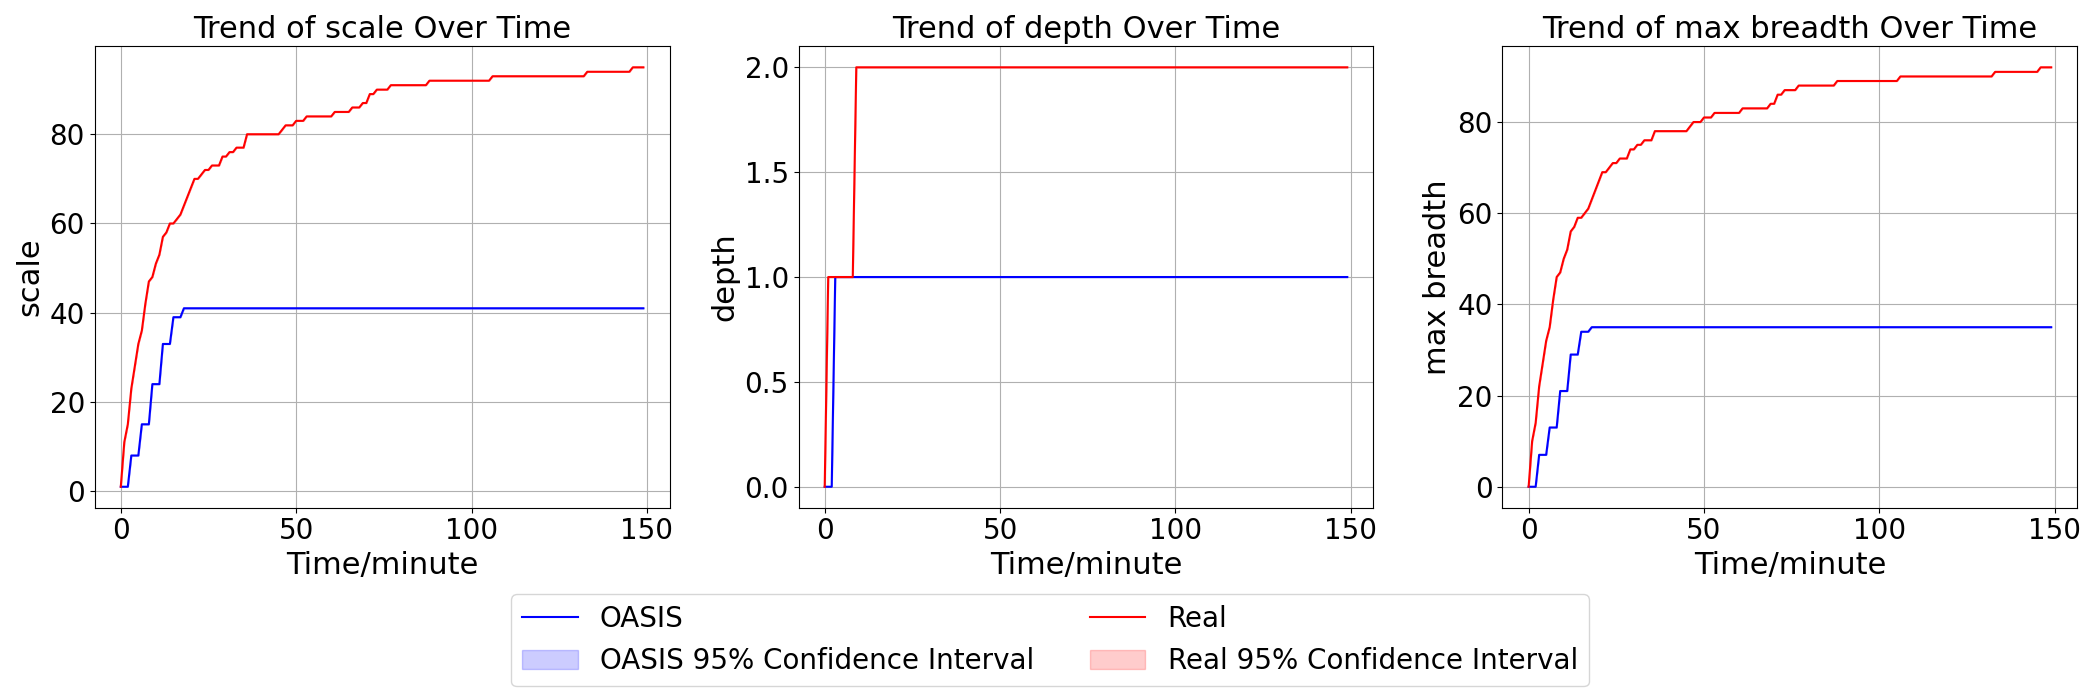 Trend of scale Over Time
scale
80
60
40
20
0
0 50 100 150
Time/minute
Trend of depth Over Time
depth
2.0
1.5
1.0
0.5
0.0
0 50 100 150
Time/minute
Trend of max breadth Over Time
max breadth
80
60
40
20
0
0 50 100 150
Time/minute
OASIS
OASIS 95% Confidence Interval
Real
Real 95% Confidence Interval